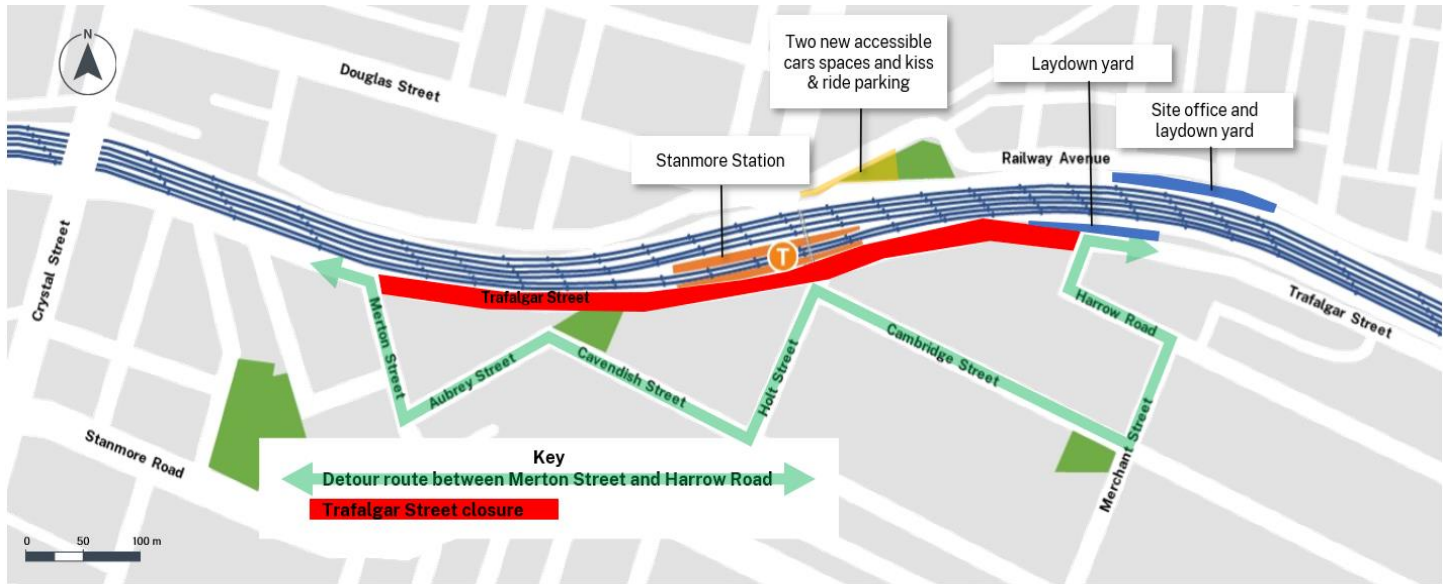 N
Douglas Street
Two new accessible
cars spaces and kiss
& ride parking
Laydown yard
Site office and
laydown yard
Stanmore Station
Railway Avenue
T
Crystal Street
Trafalgar Street
Trafalgar Street
Merton Street
Aubrey Street
Cavendish Street
Holt Street
Cambridge Street
Harrow Road
Merchant Street
Stanmore Road
Key
Detour route between Merton Street and Harrow Road
Trafalgar Street closure
0 50 100 m